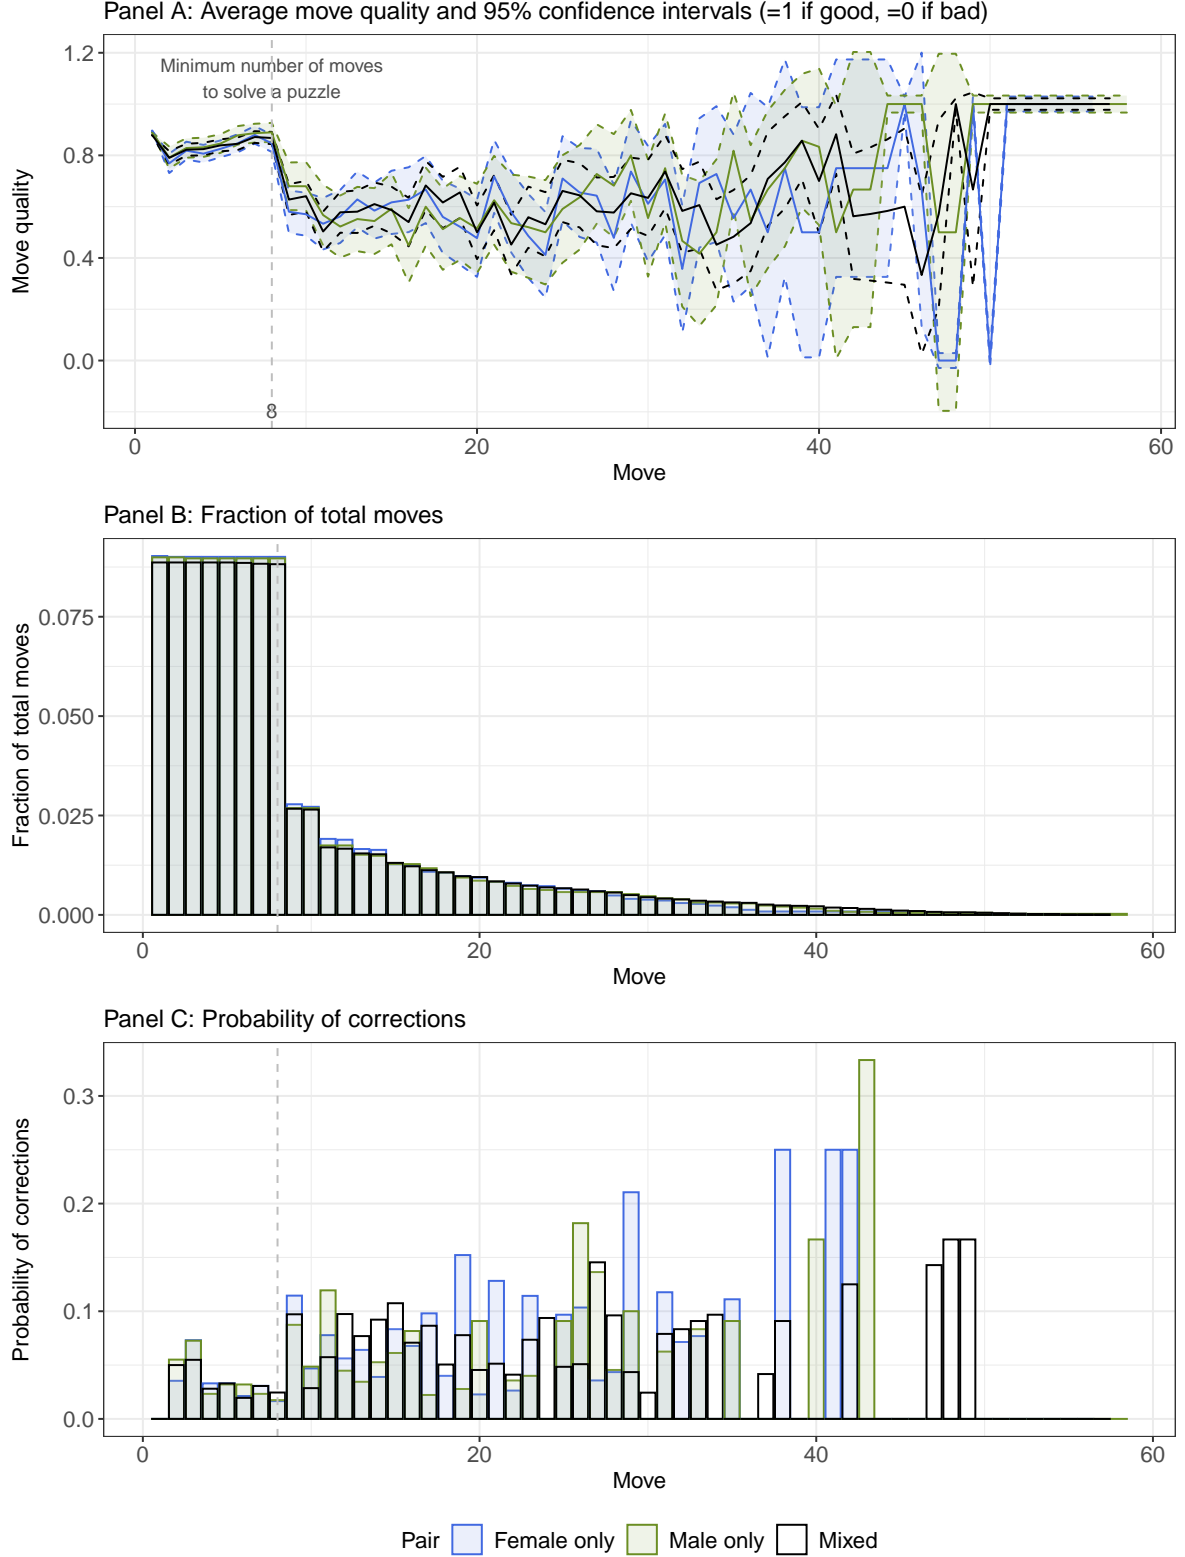 Panel A: Average move quality and 95% confidence intervals (=1 if good, =0 if bad)
Minimum number of moves
to solve a puzzle
8
1.2
0.8
0.4
0.0
Move quality
0
20
40
60
Move
Panel B: Fraction of total moves
0.075
0.050
0.025
0.000
Fraction of total moves
0
20
40
60
Move
Panel C: Probability of corrections
0.3
0.2
0.1
0.0
Probability of corrections
0
20
40
60
Move
Pair Female only Male only Mixed